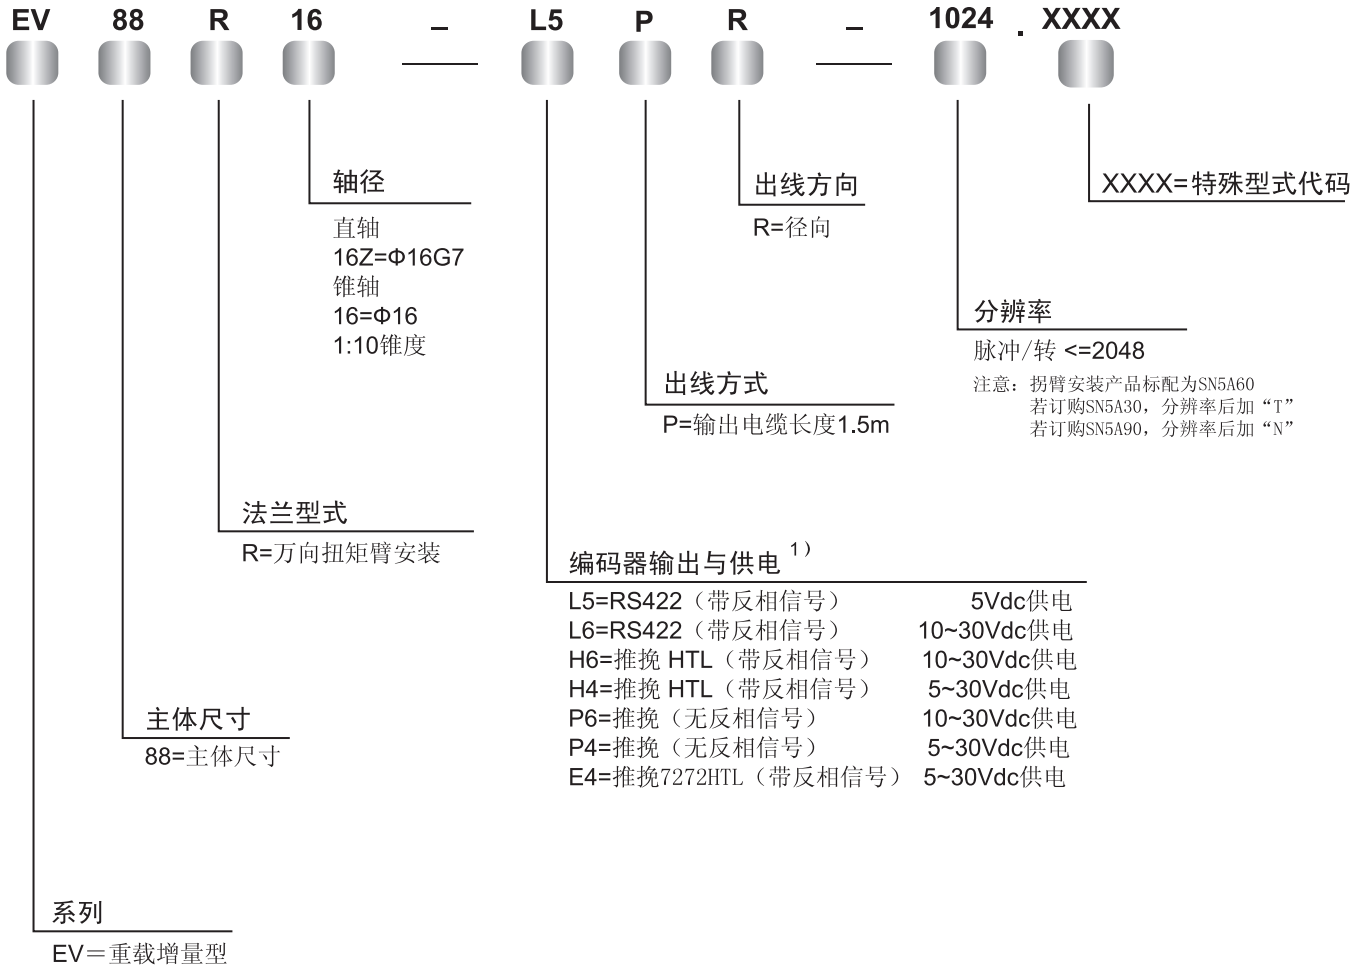 EV 88 R 16 – L5 P R – 1024 . XXXX
轴径
直轴
16Z=Φ16G7
锥轴
16=Φ16
1:10锥度
出线方向
R=径向
XXXX=特殊型式代码
分辨率
脉冲/转 <=2048
注意：拐臂安装产品标配为SN5A60
若订购SN5A30，分辨率后加“T”
若订购SN5A90，分辨率后加“N”
出线方式
P=输出电缆长度1.5m
法兰型式
R=万向扭矩臂安装
编码器输出与供电 1）
L5=RS422（带反相信号） 5Vdc供电
L6=RS422（带反相信号） 10~30Vdc供电
H6=推挽 HTL（带反相信号） 10~30Vdc供电
H4=推挽 HTL（带反相信号） 5~30Vdc供电
P6=推挽（无反相信号） 10~30Vdc供电
P4=推挽（无反相信号） 5~30Vdc供电
E4=推挽7272HTL（带反相信号） 5~30Vdc供电
主体尺寸
88=主体尺寸
系列
EV＝重载增量型